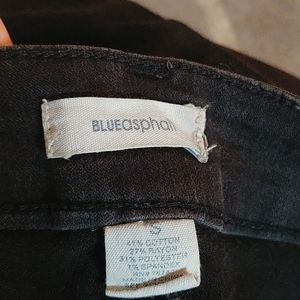 BLUEasphalt
S
41% COTTON
27% RAYON
31% POLYESTER
1% SPANDEX